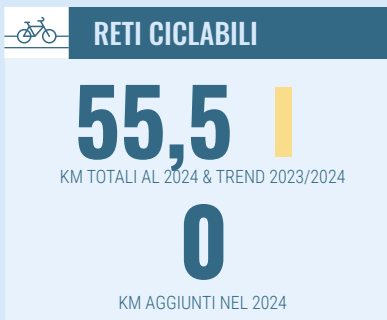 RETI CICLABILI
55,5
KM TOTALI AL 2024 & TREND 2023/2024
0
KM AGGIUNTI NEL 2024